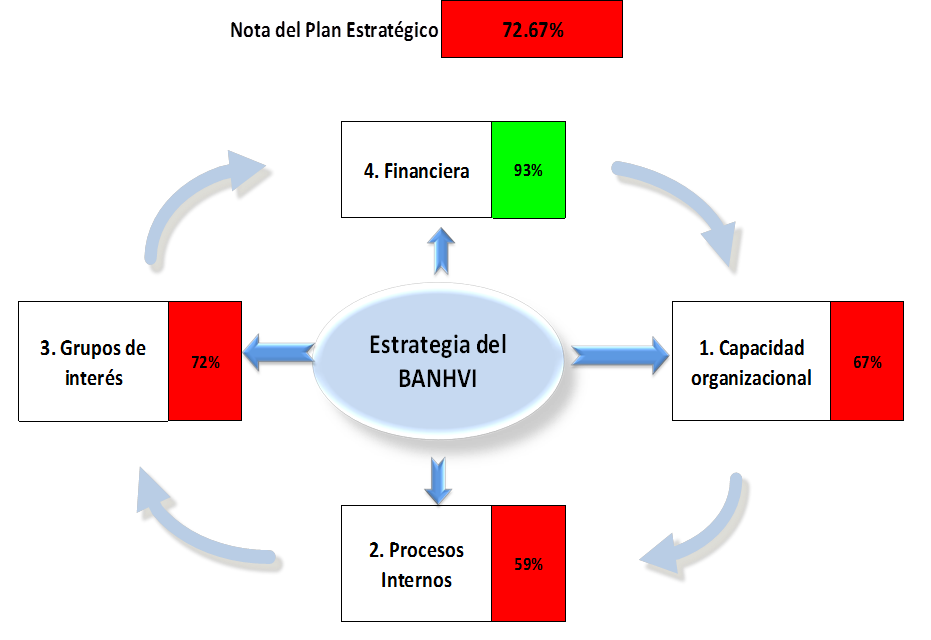 Nota del Plan Estratégico 72.67%
4. Financiera 93%
3. Grupos de
interés
72%
Estrategia del
BANHVI
1. Capacidad
organizacional
67%
2. Procesos
Internos
59%